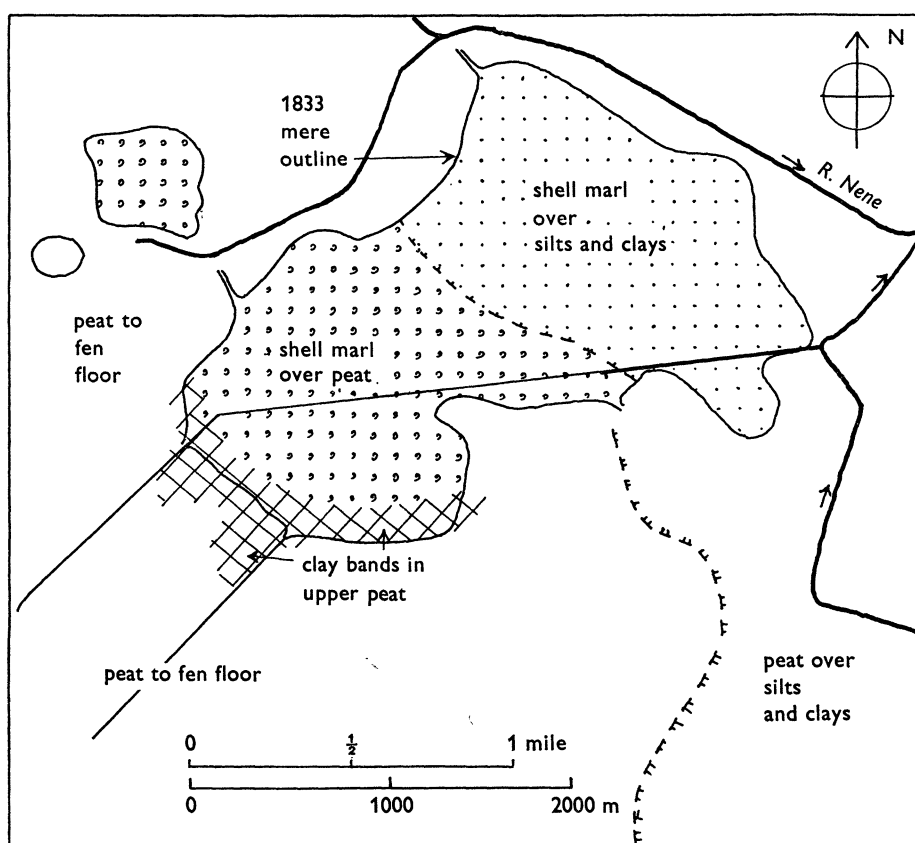 N
1833
mere
outline
R. Nene
shell marl
over
silts and clays
peat to
fen
floor
shell marl
over peat
clay bands in
upper peat
peat to fen floor
peat over
silts
and clays
0 ½ 1 mile
0 1000 2000 m